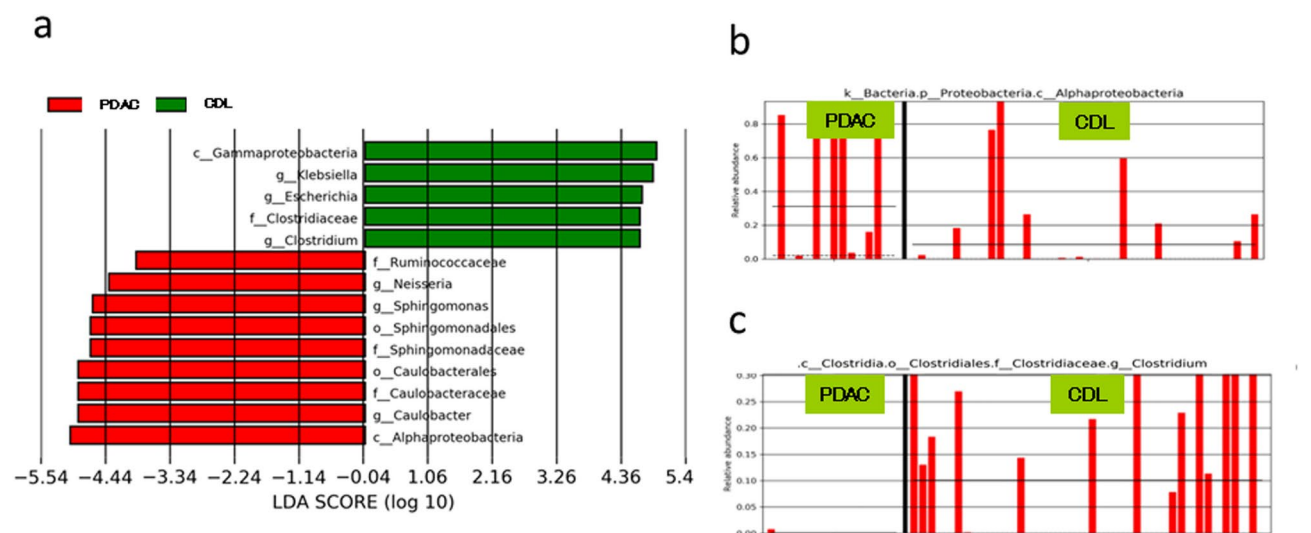 a
PDAC CDL
c__Gammaproteobacteria
g__Klebsiella
g__Escherichia
f__Clostridiaceae
g__Clostridium
f__Ruminococcaceae
g__Neisseria
g__Sphingomonas
o__Sphingomonadales
f__Sphingomonadaceae
o__Caulobacterales
f__Caulobacteraceae
g__Caulobacter
c__Alphaproteobacteria
−5.54 −4.44 −3.34 −2.24 −1.14 −0.04 1.06 2.16 3.26 4.36 5.4
LDA SCORE (log 10)
b
k__Bacteria.p__Proteobacteria.c__Alphaproteobacteria
PDAC CDL
Relative abundance
0.8
0.6
0.4
0.2
0.0
c
.c__Clostridia.o__Clostridiales.f__Clostridiaceae.g__Clostridium
PDAC CDL
Relative abundance
0.30
0.25
0.20
0.15
0.10
0.05
0.00